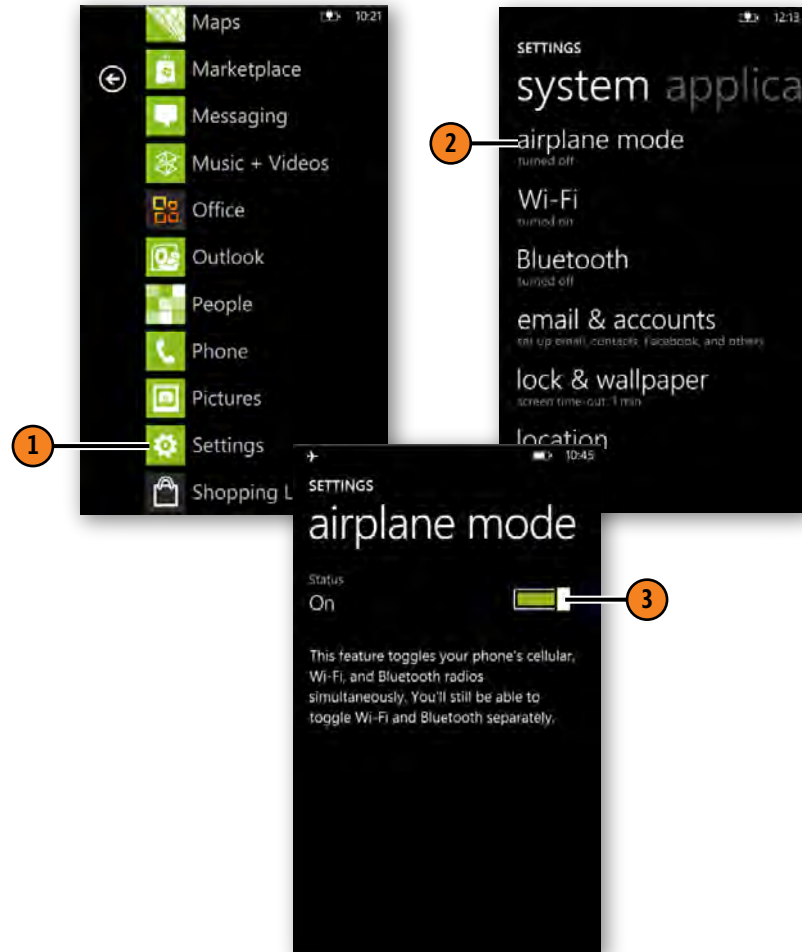 10:21
Maps
Marketplace
Messaging
Music + Videos
Office
Outlook
People
Phone
Pictures
1
Settings
Shopping L
12:13
SETTINGS
system applica
2
airplane mode
turned off
Wi-Fi
turned on
Bluetooth
turned off
email & accounts
set up email, contacts, Facebook, and others
lock & wallpaper
screen time-out: 1 min
location
10:45
SETTINGS
airplane mode
Status
On
3
This feature toggles your phone's cellular,
Wi-Fi, and Bluetooth radios
simultaneously. You'll still be able to
toggle Wi-Fi and Bluetooth separately.